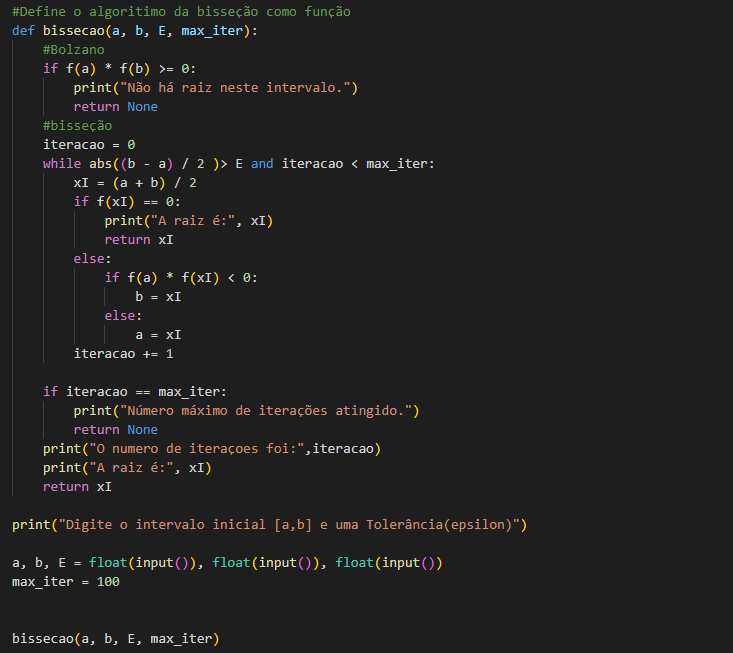 #Define o algoritimo da bisseção como função
def bissecao(a, b, E, max_iter):
    #Bolzano
    if f(a) * f(b) >= 0:
        print("Não há raiz neste intervalo.")
        return None
    #bisseção
    iteracao = 0
    while abs((b - a) / 2 )> E and iteracao < max_iter:
        xI = (a + b) / 2
        if f(xI) == 0:
            print("A raiz é:", xI)
            return xI
        else:
            if f(a) * f(xI) < 0:
                b = xI
            else:
                a = xI
        iteracao += 1
    if iteracao == max_iter:
        print("Número máximo de iterações atingido.")
        return None
    print("O numero de iteraçoes foi:",iteracao)
    print("A raiz é:", xI)
    return xI
print("Digite o intervalo inicial [a,b] e uma Tolerância(epsilon)")
a, b, E = float(input()), float(input()), float(input())
max_iter = 100
bissecao(a, b, E, max_iter)